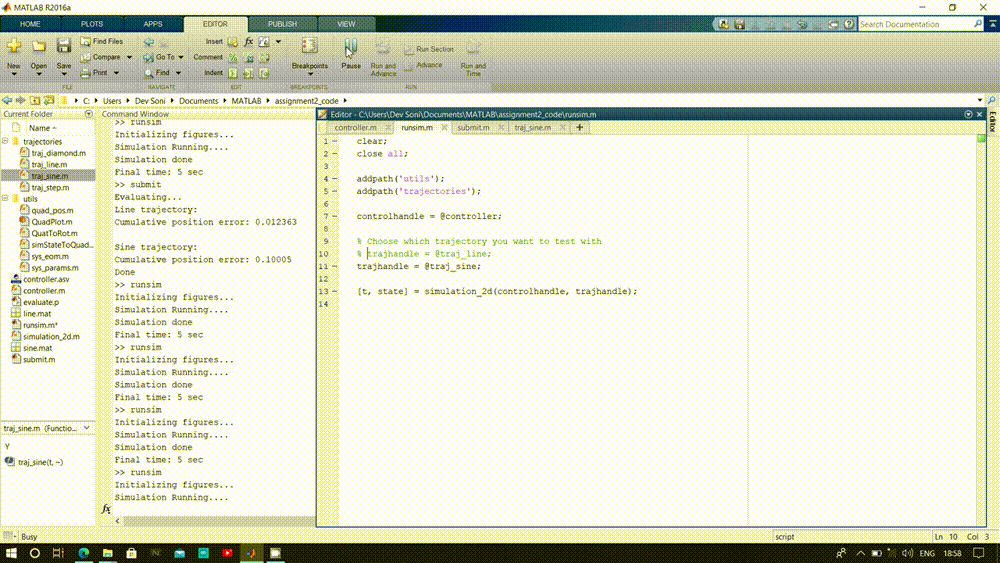 MATLAB R2016a
HOME PLOTS APPS EDITOR PUBLISH VIEW
Search Documentation
New Open Save
Find Files
Compare
Print
Go To
Find
Insert
Comment
Indent
Breakpoints
Pause
Run and Advance
Run Section
Advance
Run and Time
FILE NAVIGATE EDIT BREAKPOINTS RUN
C: Users Dev Soni Documents MATLAB assignment2_code
Current Folder
Name
trajectories
traj_diamond.m
traj_line.m
traj_sine.m
traj_step.m
utils
quad_pos.m
QuadPlot.m
QuatToRot.m
simStateToQuad...
sys_eom.m
sys_params.m
controller.asv
controller.m
evaluate.p
line.mat
runsim.m*
simulation_2d.m
sine.mat
submit.m
traj_sine.m (Functio...
traj_sine(t, ~)
Command Window
>> runsim
Initializing figures...
Simulation Running....
Simulation done
Final time: 5 sec
>> submit
Evaluating...
Line trajectory:
Cumulative position error: 0.012363
Sine trajectory:
Cumulative position error: 0.10005
Done
>> runsim
Initializing figures...
Simulation Running....
Simulation done
Final time: 5 sec
>> runsim
Initializing figures...
Simulation Running....
Simulation done
Final time: 5 sec
>> runsim
Initializing figures...
Simulation Running....
Simulation done
Final time: 5 sec
>> runsim
Initializing figures...
Simulation Running....
fx
Editor - C:\Users\Dev Soni\Documents\MATLAB\assignment2_code\runsim.m
Editor
controller.m runsim.m submit.m traj_sine.m
1 clear;
2 close all;
3
4 addpath('utils');
5 addpath('trajectories');
6
7 controlhandle = @controller;
8
9 % Choose which trajectory you want to test with
10 % trajhandle = @traj_line;
11 trajhandle = @traj_sine;
12
13 [t, state] = simulation_2d(controlhandle, trajhandle);
14
Busy
script
Ln 10 Col 3
ENG 18:58